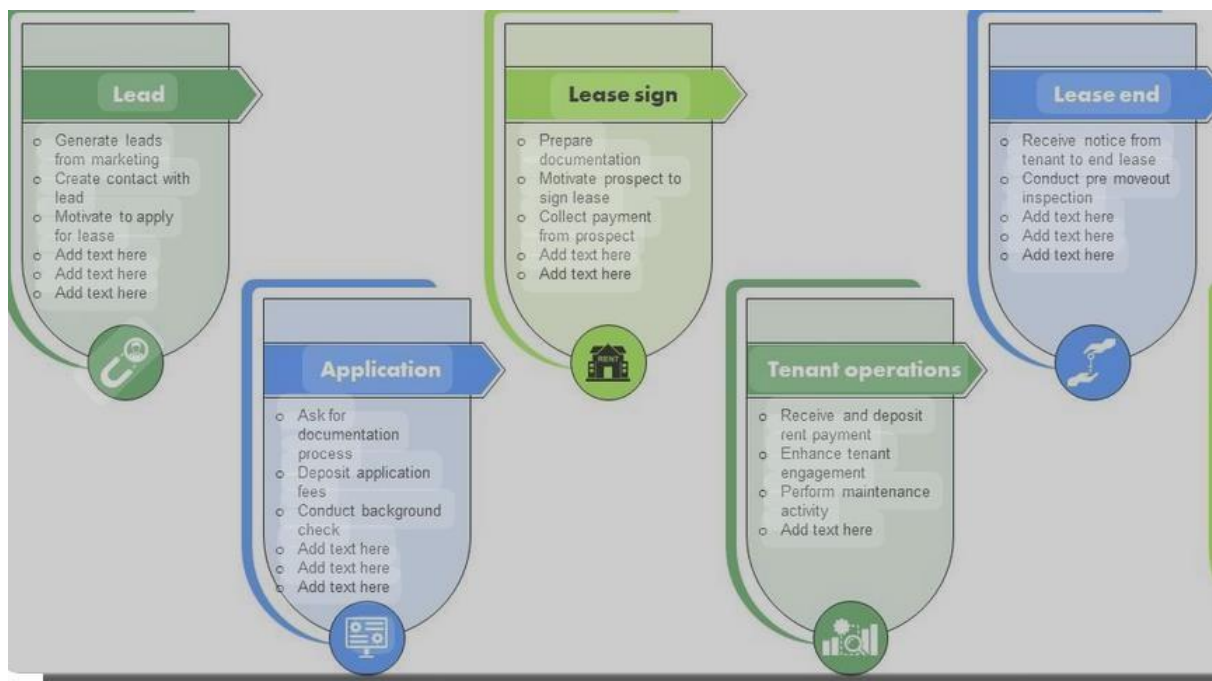 Lead
Generate leads
from marketing
Create contact with
lead
Motivate to apply
for lease
Add text here
Add text here
Add text here
Application
Ask for
documentation
process
Deposit application
fees
Conduct background
check
Add text here
Add text here
Add text here
Lease sign
Prepare
documentation
Motivate prospect to
sign lease
Collect payment
from prospect
Add text here
Add text here
RENT
Tenant operations
Receive and deposit
rent payment
Enhance tenant
engagement
Perform maintenance
activity
Add text here
Lease end
Receive notice from
tenant to end lease
Conduct pre moveout
inspection
Add text here
Add text here
Add text here